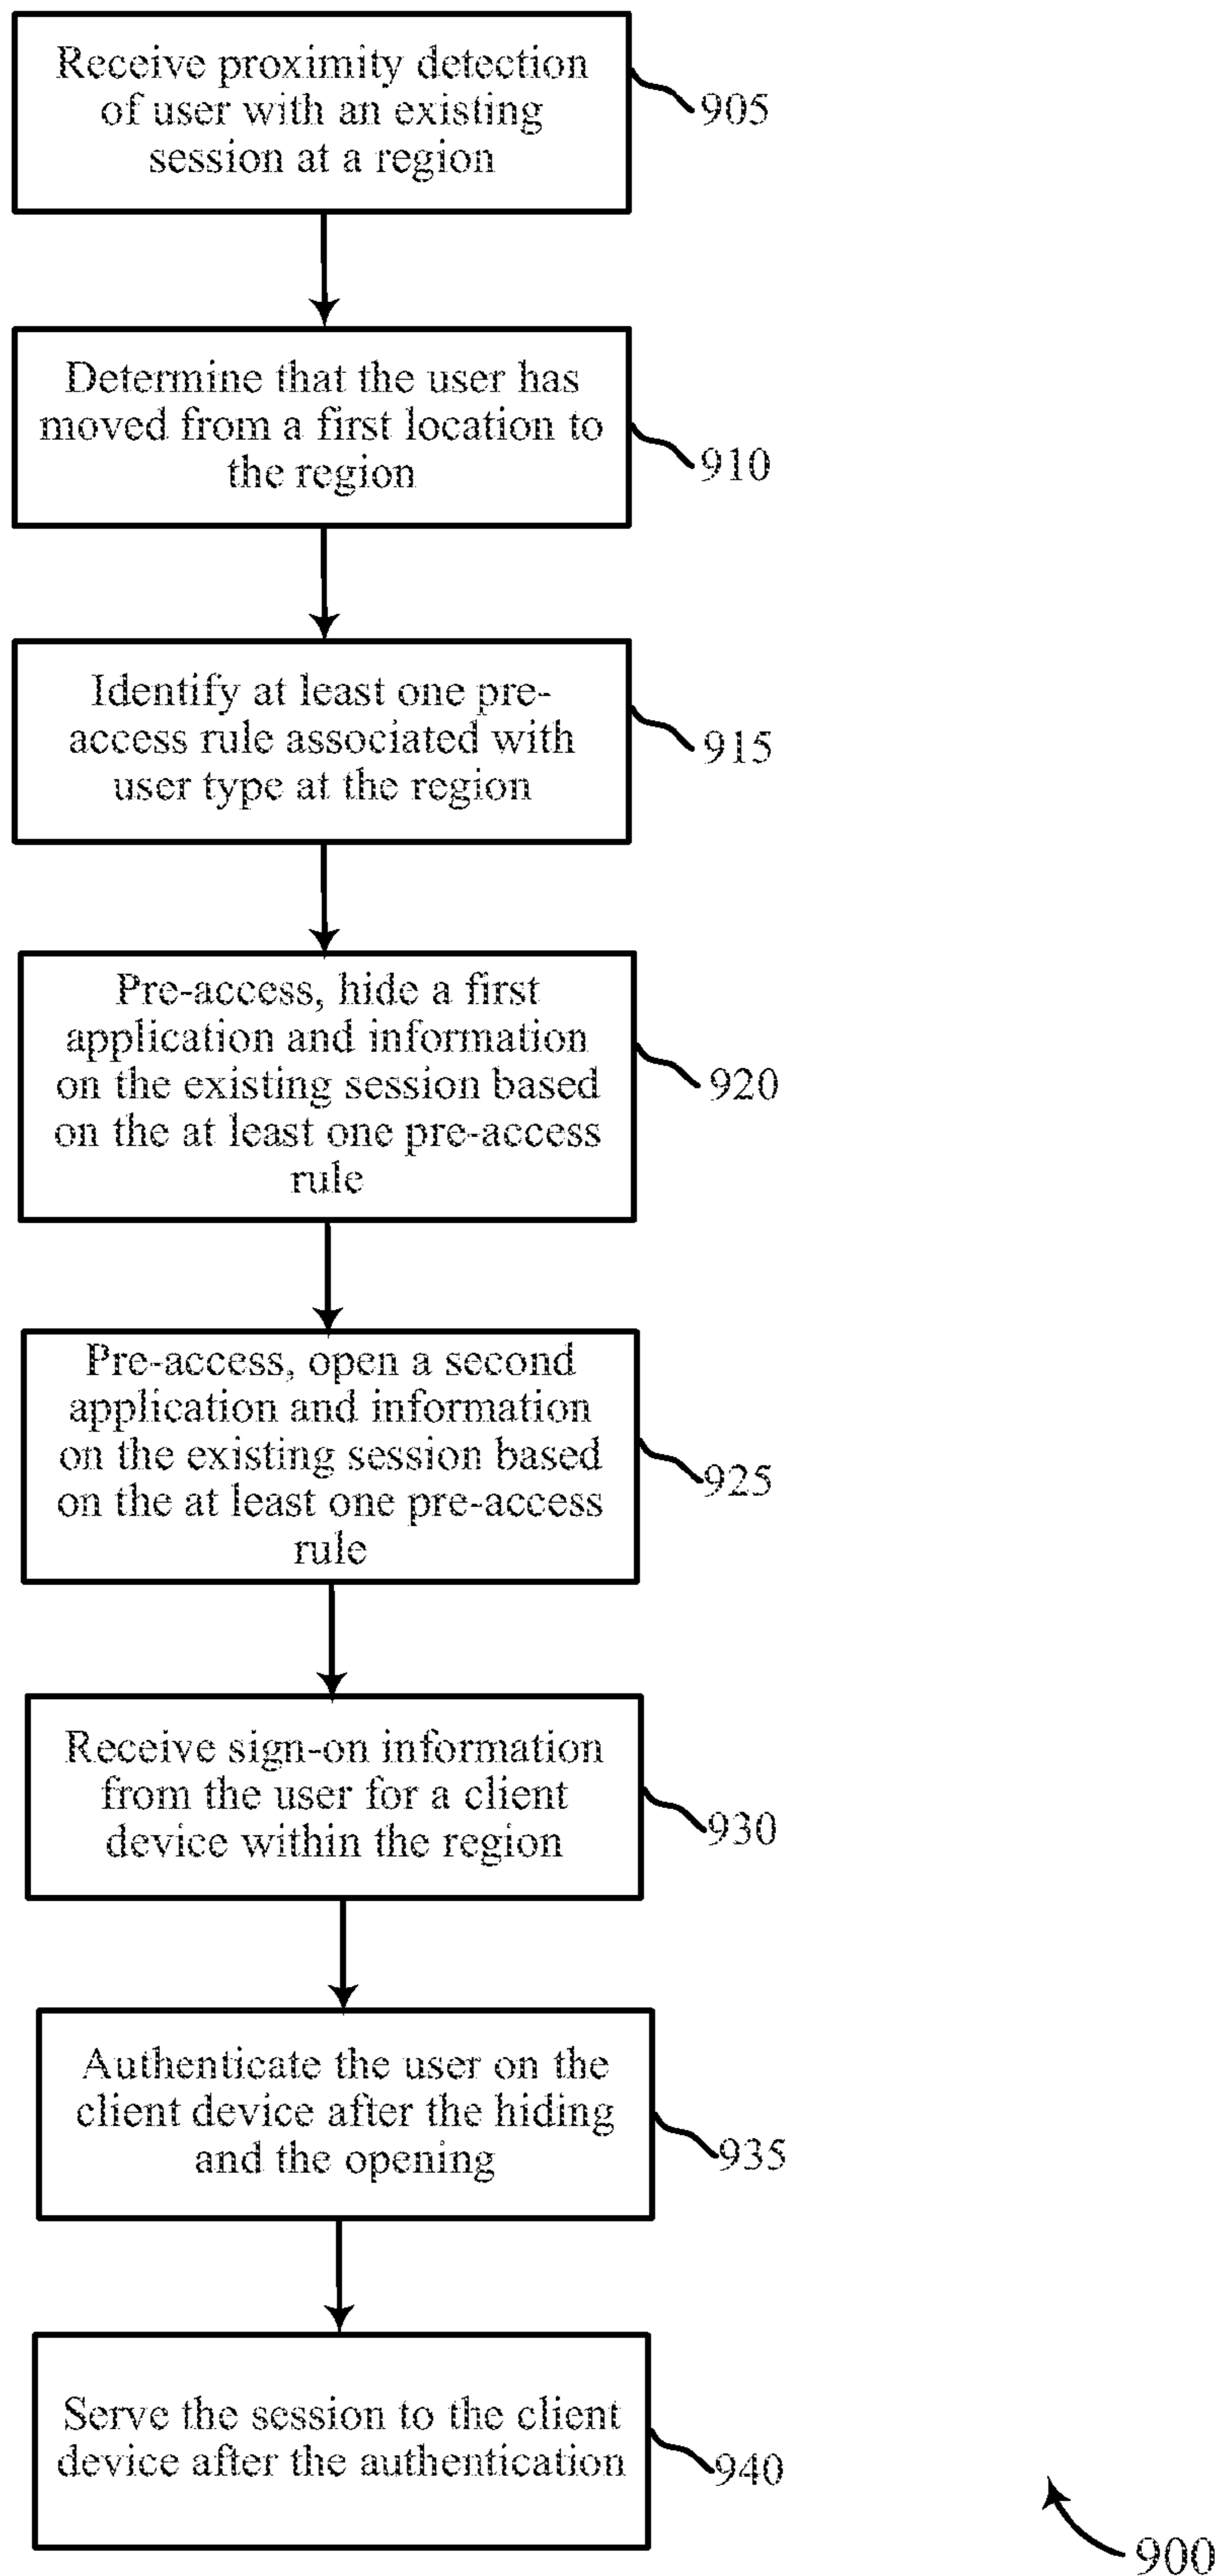 Receive proximity detection
of user with an existing
session at a region
905
Determine that the user has
moved from a first location to
the region
910
Identify at least one pre-
access rule associated with
user type at the region
915
Pre-access, hide a first
application and information
on the existing session based
on the at least one pre-access
rule
920
Pre-access, open a second
application and information
on the existing session based
on the at least one pre-access
rule
925
Receive sign-on information
from the user for a client
device within the region
930
Authenticate the user on the
client device after the hiding
and the opening
935
Serve the session to the client
device after the authentication
940
900